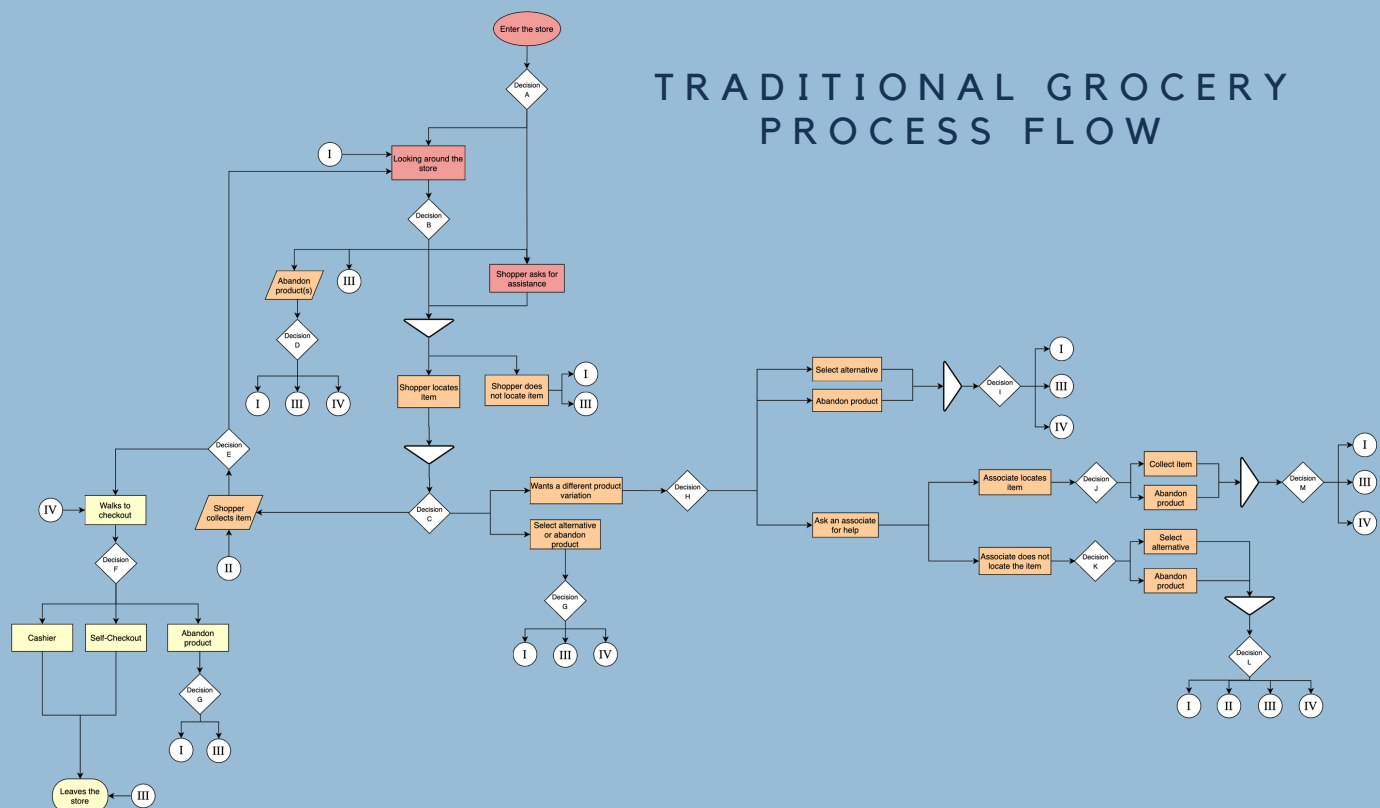 Enter the store
TRADITIONAL GROCERY
PROCESS FLOW
Decision
A
I
Looking around the
store
Decision
B
Abandon
product(s)
III
Shopper asks for
assistance
Decision
D
I
III
IV
Shopper locates
item
Shopper does
not locate item
I
III
Select alternative
Abandon product
Decision
I
I
III
IV
Decision
E
Walks to
checkout
IV
Shopper
collects item
II
Decision
C
Wants a different product
variation
Select alternative
or abandon
product
Decision
H
Ask an associate
for help
Associate locates
item
Decision
J
Collect item
Abandon
product
Decision
M
I
III
IV
Associate does not
locate the item
Decision
K
Select
alternative
Abandon
product
Decision
L
I
II
III
IV
Decision
F
Cashier
Self-Checkout
Abandon
product
Decision
G
I
III
IV
Decision
G
I
III
Leaves the
store
III